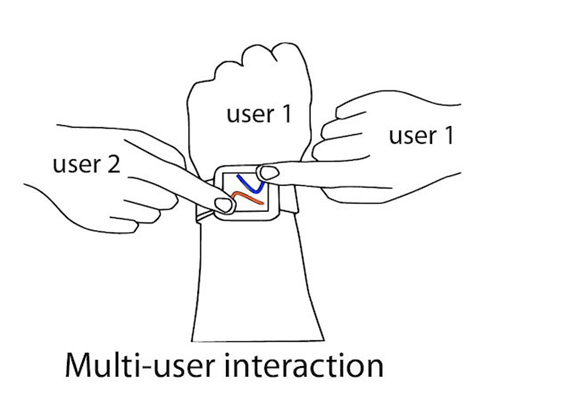 user 1
user 1
user 2
Multi-user interaction